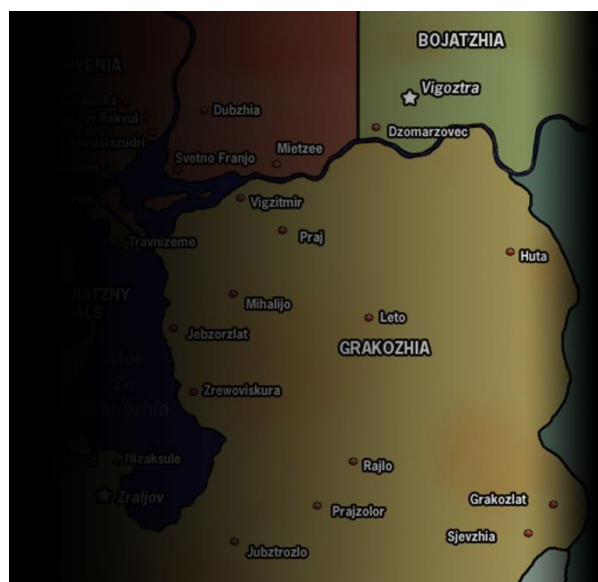 BOJATZHIA
Vigoztra
Dubzhia
Dzomarzovec
Mietzee
Svetno Franjo
Vigzitmir
Praj
Travnizeme
Huta
Mihalijo
Leto
Jebzorzlat
GRAKOZHIA
Zrewoviskura
Nizaksule
Rajlo
Zraljov
Grakozlat
Prajzolor
Sjevzhia
Jubztrozlo